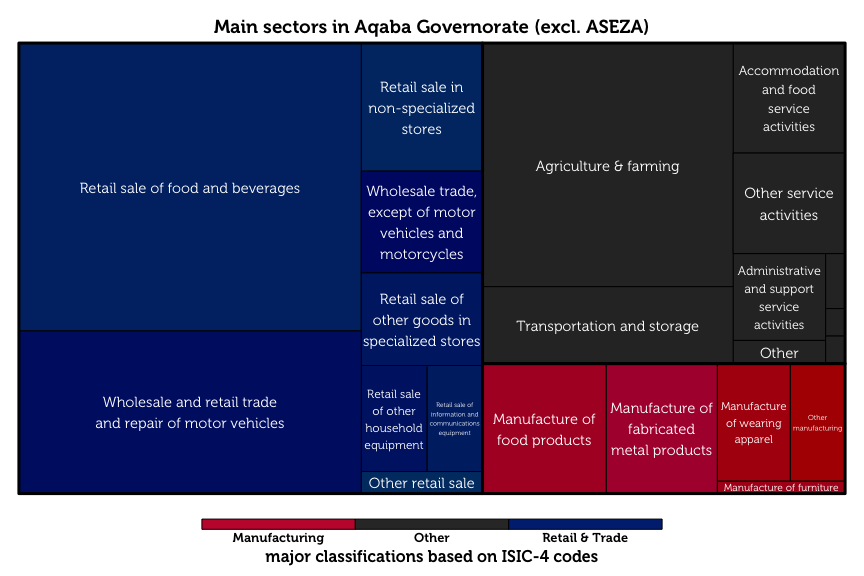 Main sectors in Aqaba Governorate (excl. ASEZA)
Retail sale of food and beverages
Wholesale and retail trade
and repair of motor vehicles
Retail sale in
non-specialized
stores
Wholesale trade,
except of motor
vehicles and
motorcycles
Retail sale of
other goods in
specialized stores
Retail sale
of other
household
equipment
Retail sale of
information and
communications
equipment
Other retail sale
Agriculture & farming
Transportation and storage
Accommodation
and food
service
activities
Other service
activities
Administrative
and support
service
activities
Other
Manufacture of
food products
Manufacture of
fabricated
metal products
Manufacture
of wearing
apparel
Other
manufacturing
Manufacture of furniture
Manufacturing
Other
Retail & Trade
major classifications based on ISIC-4 codes